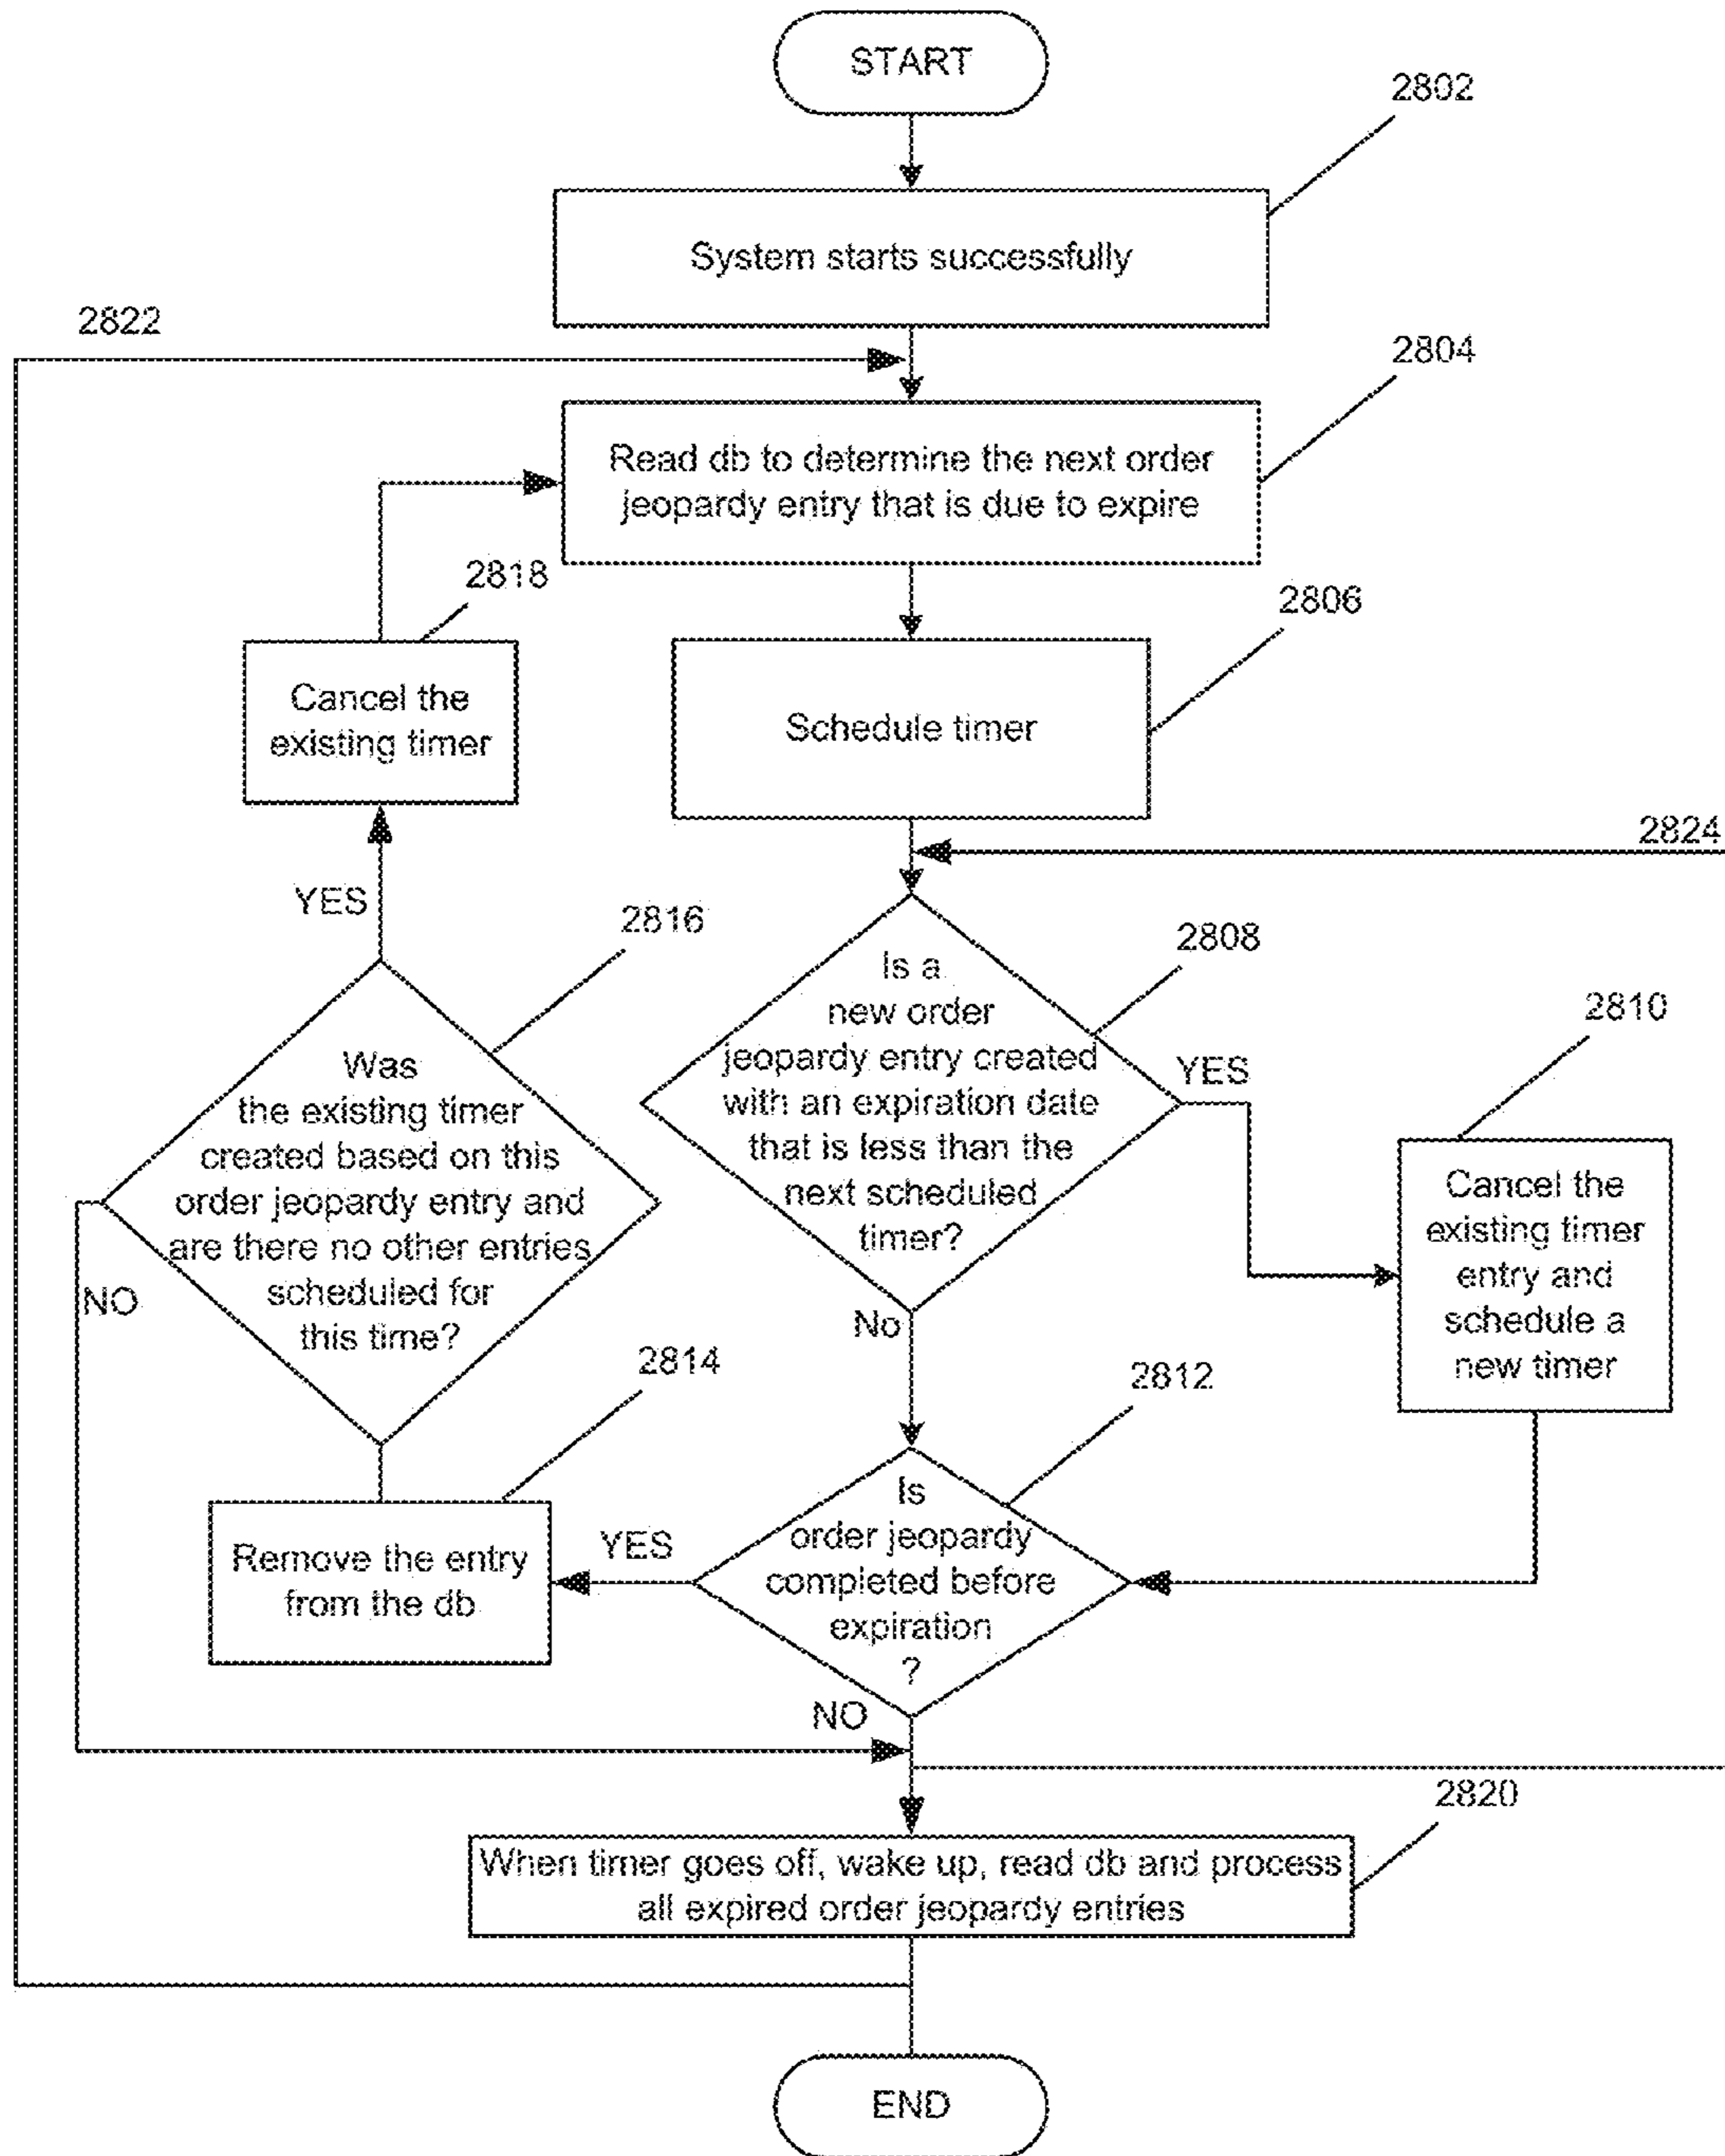 START
2802
System starts successfully
2822
2804
Read db to determine the next order
jeopardy entry that is due to expire
2818
2806
Cancel the
existing timer
Schedule timer
2824
YES
2816
2808
Is a
new order
jeopardy entry created
with an expiration date
that is less than the
next scheduled
timer?
YES
2810
Was
the existing timer
created based on this
order jeopardy entry and
are there no other entries
scheduled for
this time?
Cancel the
existing timer
entry and
schedule a
new timer
NO
No
2814
2812
Is
order jeopardy
completed before
expiration
?
YES
Remove the entry
from the db
NO
2820
When timer goes off, wake up, read db and process
all expired order jeopardy entries
END